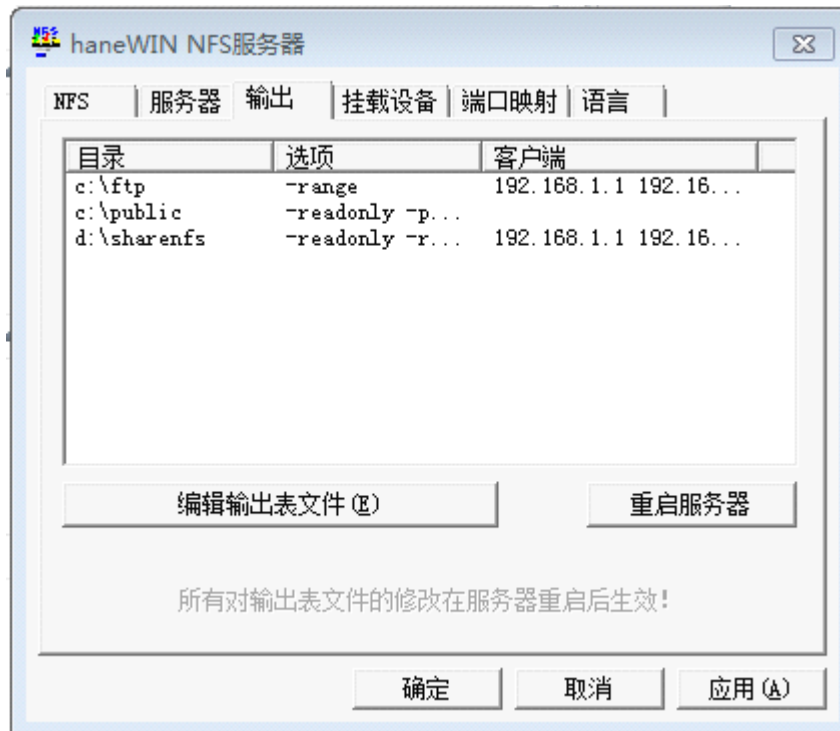 NFS haneWIN NFS服务器
NFS 服务器 输出 挂载设备 端口映射 语言
目录 选项 客户端
c:\ftp -range 192.168.1.1 192.16...
c:\public -readonly -p...
d:\sharenfs -readonly -r... 192.168.1.1 192.16...
编辑输出表文件(E) 重启服务器
所有对输出表文件的修改在服务器重启后生效!
确定 取消 应用(A)